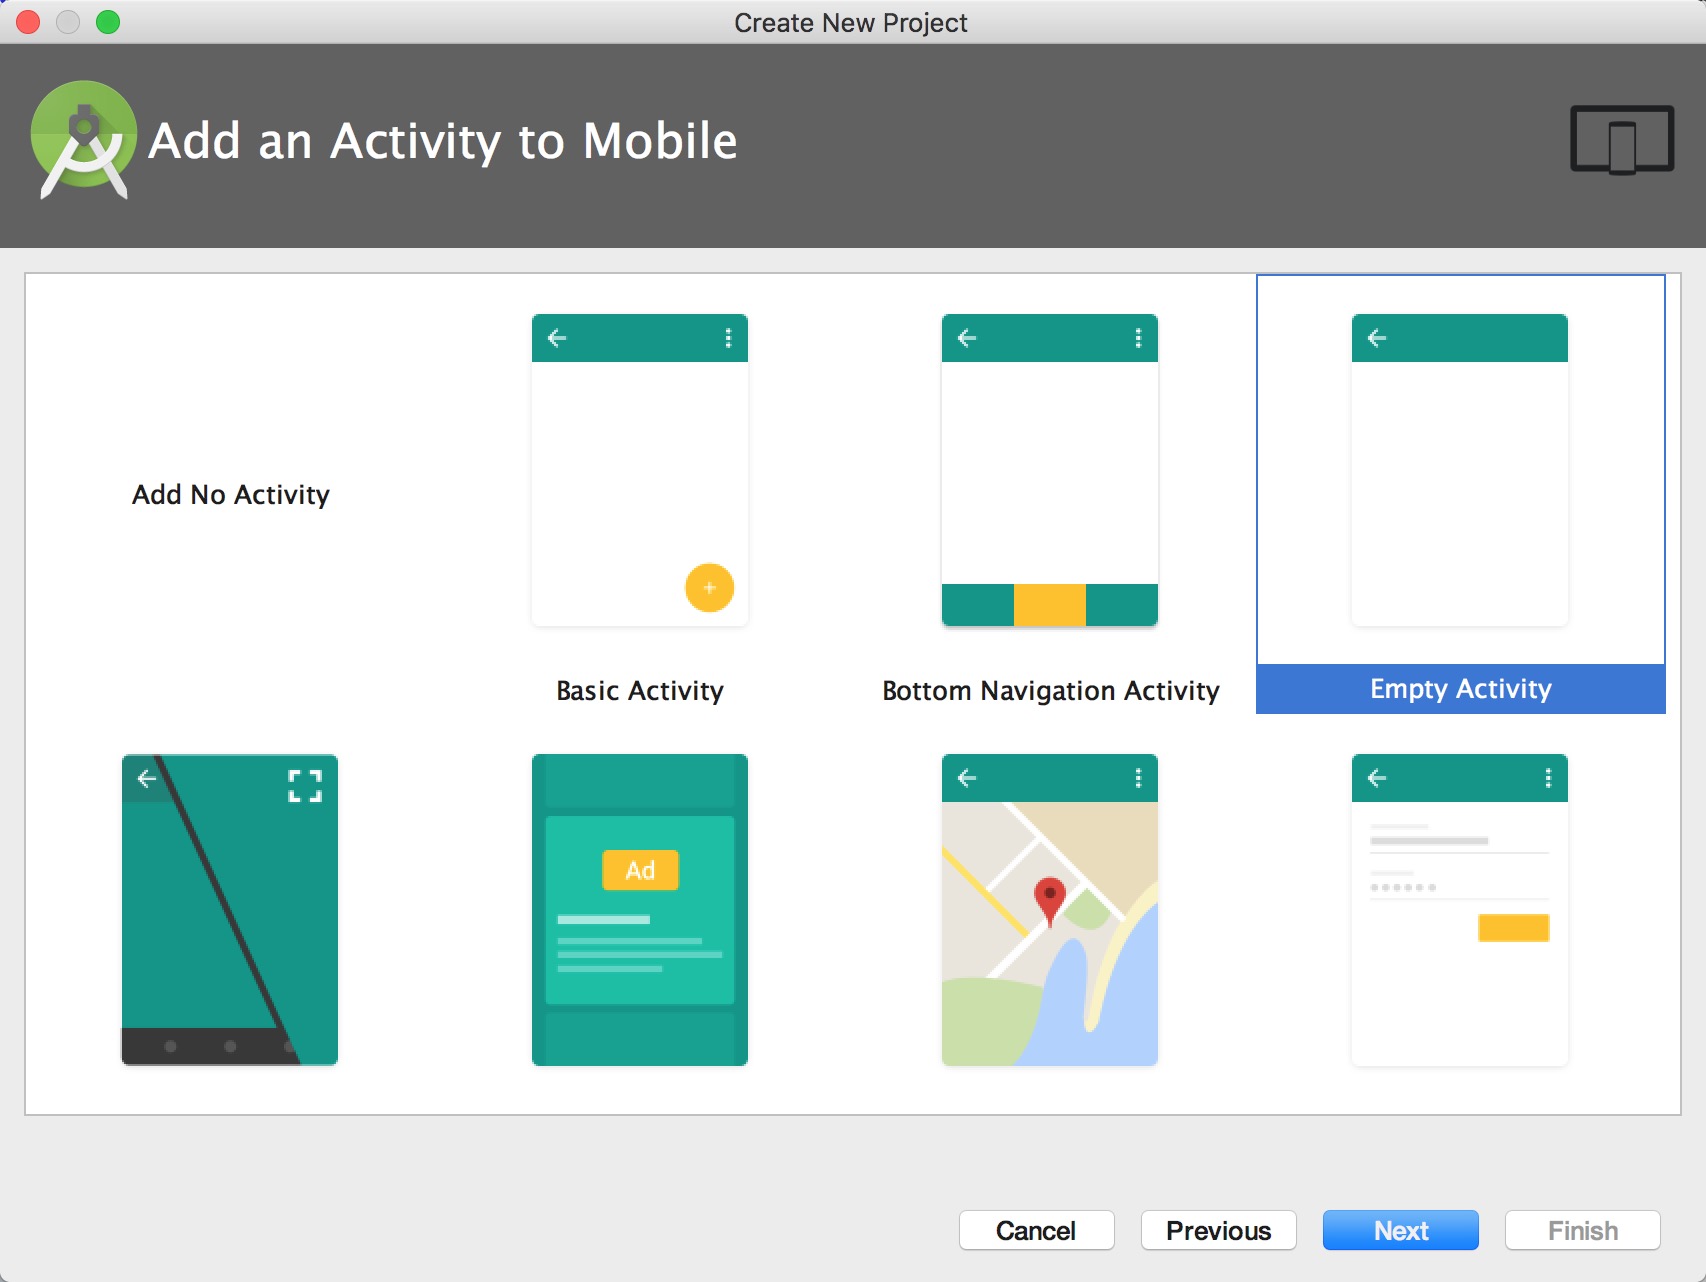 Create New Project
Add an Activity to Mobile
Add No Activity
Basic Activity
Bottom Navigation Activity
Empty Activity
Ad
Cancel
Previous
Next
Finish